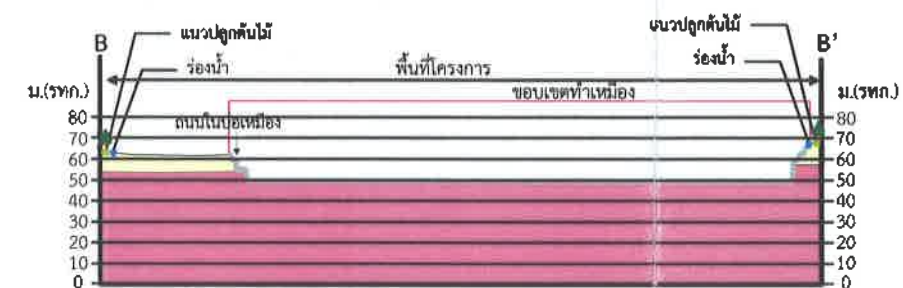 B
B'
แนวปลูกต้นไม้
แนวปลูกต้นไม้
ร่องน้ำ
ร่องน้ำ
พื้นที่โครงการ
ม.(รทก.)
ม.(รทก.)
ขอบเขตทำเหมือง
ถนนในบ่อเหมือง
80
80
70
70
60
60
50
50
40
40
30
30
20
20
10
10
0
0